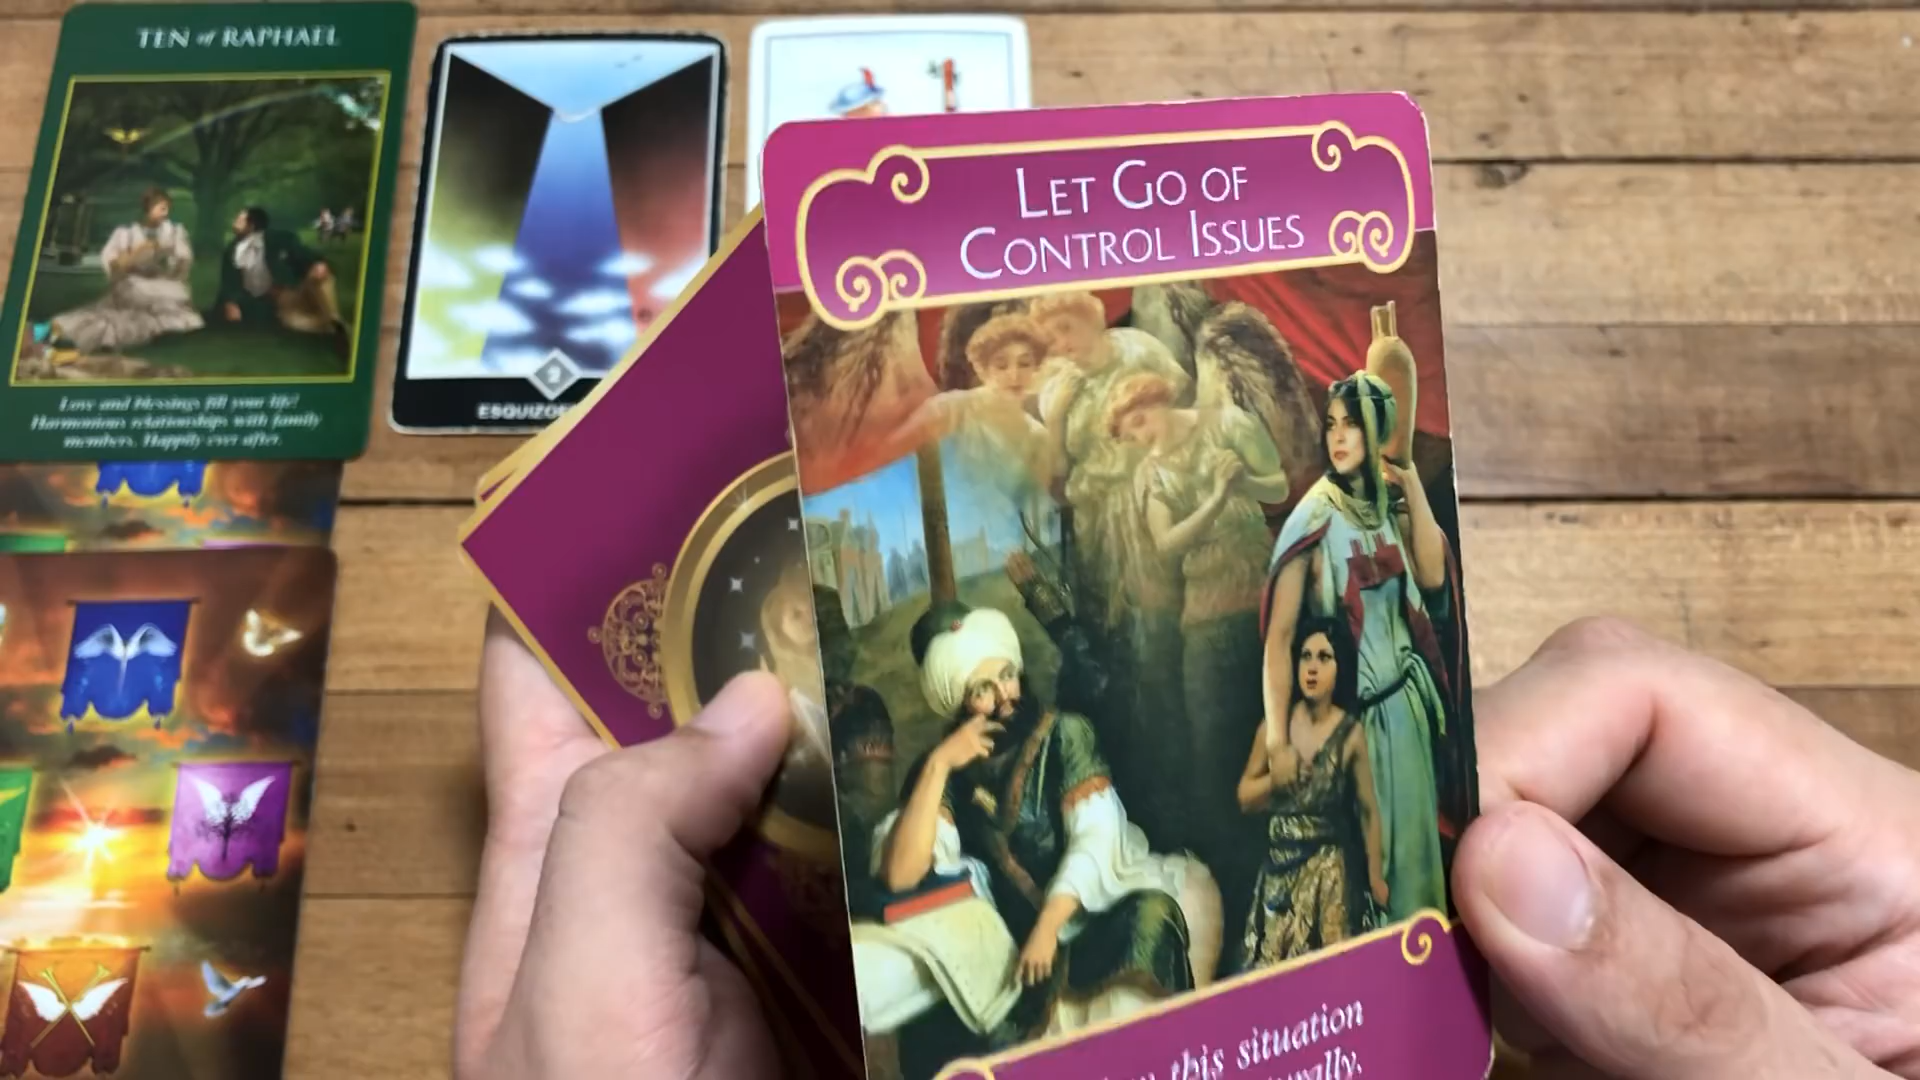 TEN of RAPHAEL
Love and blessings fill your life!
Harmonious relationships with family
members. Happily ever after.
2
LET GO OF
CONTROL ISSUES
this situation